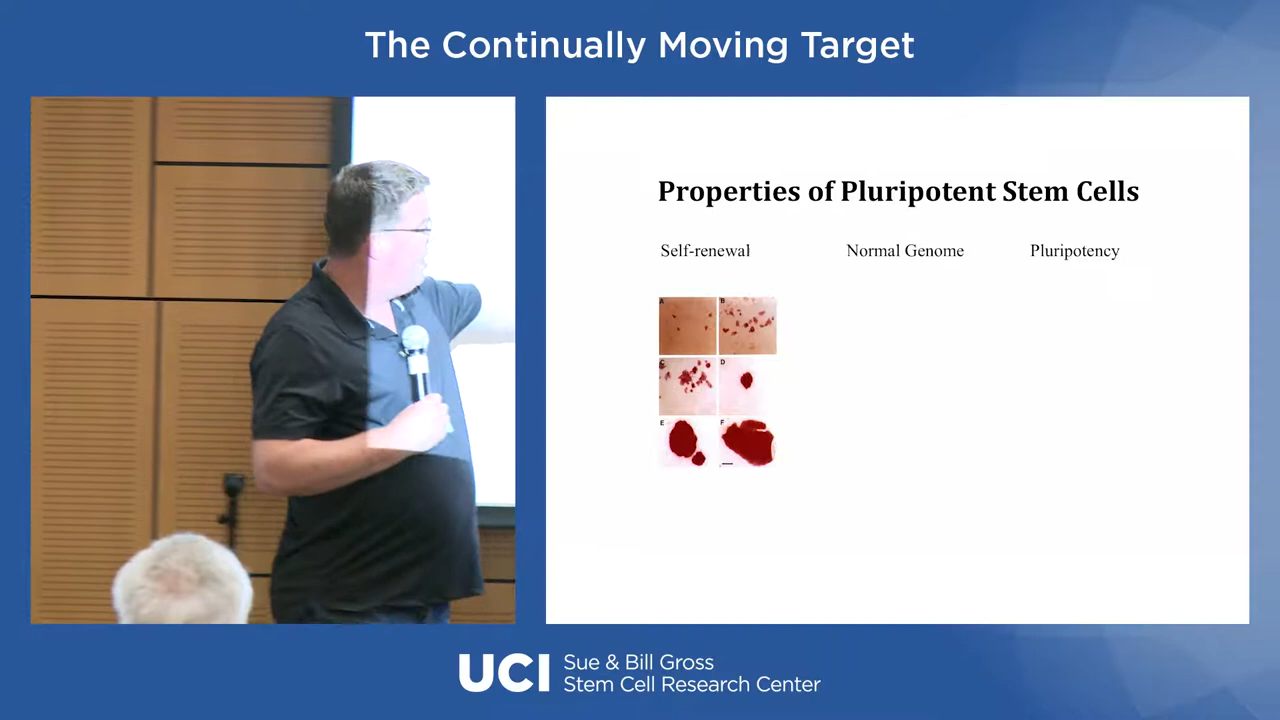 The Continually Moving Target
Properties of Pluripotent Stem Cells
Self-renewal
Normal Genome
Pluripotency
A
B
C
D
E
F
UCI
Sue & Bill Gross
Stem Cell Research Center